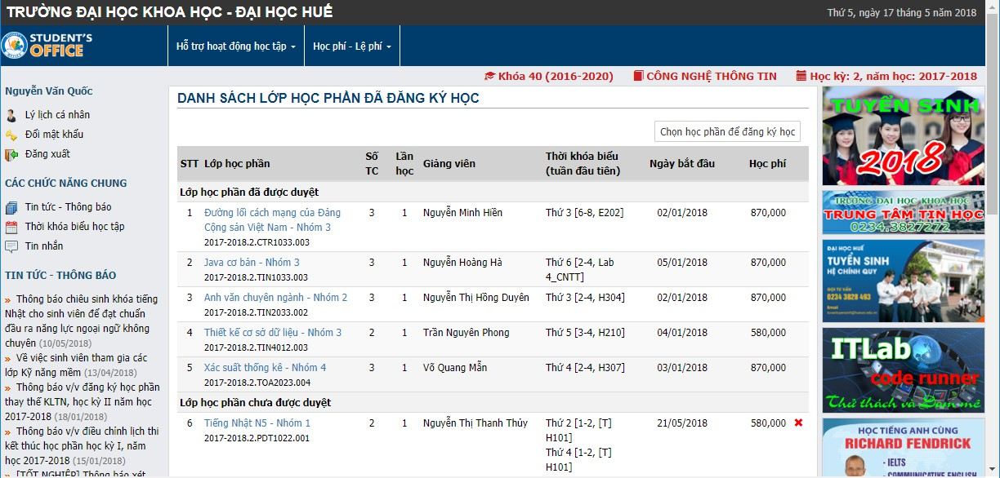 TRƯỜNG ĐẠI HỌC KHOA HỌC - ĐẠI HỌC HUẾ
Thứ 5, ngày 17 tháng 5 năm 2018
STUDENT'S
OFFICE
Hỗ trợ hoạt động học tập
Học phí - Lệ phí
Khóa 40 (2016-2020)
CÔNG NGHỆ THÔNG TIN
Học kỳ: 2, năm học: 2017-2018
Nguyễn Văn Quốc
Lý lịch cá nhân
Đổi mật khẩu
Đăng xuất
CÁC CHỨC NĂNG CHUNG
Tin tức - Thông báo
Thời khóa biểu học tập
Tin nhắn
TIN TỨC - THÔNG BÁO
» Thông báo chiêu sinh khóa tiếng
Nhật cho sinh viên để đạt chuẩn
đầu ra năng lực ngoại ngữ không
chuyên (10/05/2018)
» Về việc sinh viên tham gia các
lớp Kỹ năng mềm (13/04/2018)
» Thông báo v/v đăng ký học phần
thay thế KLTN, học kỳ II năm học
2017-2018 (18/01/2018)
» Thông báo v/v điều chỉnh lịch thi
kết thúc học phần học kỳ I, năm
học 2017-2018 (15/01/2018)
» [TỐT NGHIỆP] Thông báo xét
DANH SÁCH LỚP HỌC PHẦN ĐÃ ĐĂNG KÝ HỌC
Chọn học phần để đăng ký học
STT Lớp học phần Số TC Lần học Giảng viên Thời khóa biểu (tuần đầu tiên) Ngày bắt đầu Học phí
Lớp học phần đã được duyệt
1 Đường lối cách mạng của Đảng 3 1 Nguyễn Minh Hiền Thứ 3 [6-8, E202] 02/01/2018 870,000
Cộng sản Việt Nam - Nhóm 3
2017-2018.2.CTR1033.003
2 Java cơ bản - Nhóm 3 3 1 Nguyễn Hoàng Hà Thứ 6 [2-4, Lab 05/01/2018 870,000
2017-2018.2.TIN1033.003 4_CNTT]
3 Anh văn chuyên ngành - Nhóm 2 3 1 Nguyễn Thị Hồng Duyên Thứ 3 [2-4, H304] 02/01/2018 870,000
2017-2018.2.TIN2033.002
4 Thiết kế cơ sở dữ liệu - Nhóm 3 2 1 Trần Nguyên Phong Thứ 5 [3-4, H210] 04/01/2018 580,000
2017-2018.2.TIN4012.003
5 Xác suất thống kê - Nhóm 4 3 1 Võ Quang Mẫn Thứ 4 [2-4, H307] 03/01/2018 870,000
2017-2018.2.TOA2023.004
Lớp học phần chưa được duyệt
6 Tiếng Nhật N5 - Nhóm 1 2 1 Nguyễn Thị Thanh Thủy Thứ 2 [1-2, [T] 21/05/2018 580,000
2017-2018.2.PDT1022.001 H101]
Thứ 4 [1-2, [T]
H101]
TUYỂN SINH
2018
TRƯỜNG ĐẠI HỌC KHOA HỌC
TRUNG TÂM TIN HỌC
0234.3827272
ĐẠI HỌC HUẾ
TUYỂN SINH
HỆ CHÍNH QUY
GỌI TƯ VẤN
0234 3828 493
Email
ITLab
code runner
Thử thách và Đam mê
HỌC TIẾNG ANH CÙNG
RICHARD FENDRICK
- IELTS
- COMMUNICATIVE ENGLISH